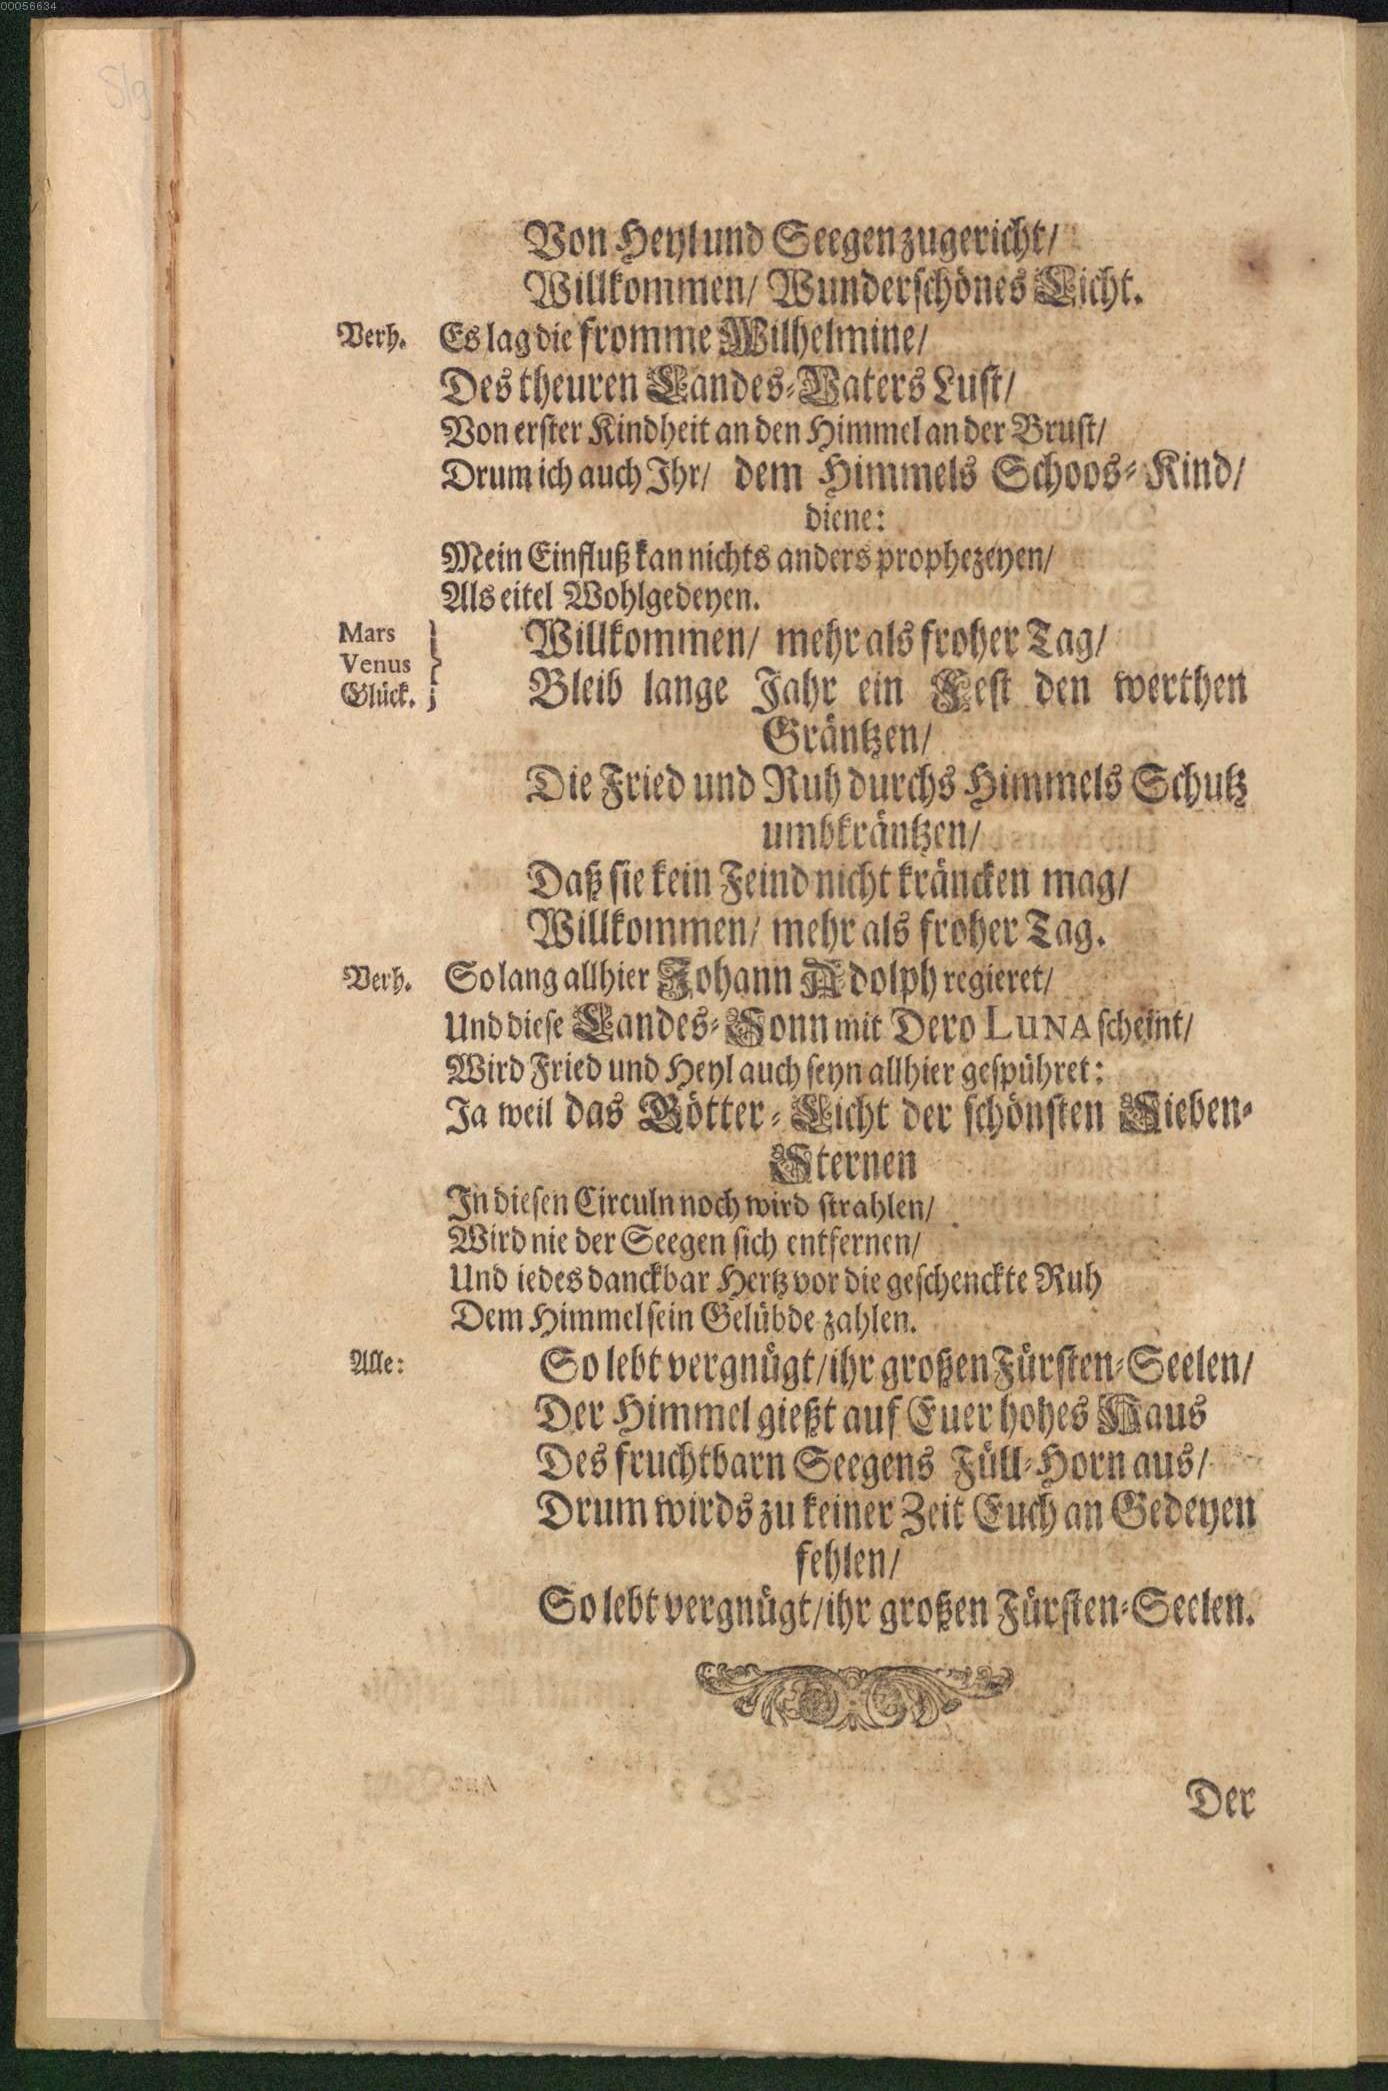 00056634
Slg
Von Heyl und Seegen zugericht/
Willkommen/ Wunderschönes Licht.
Verh. Es lag die fromme Wilhelmine/
Des theuren Landes-Vaters Lust/
Von erster Kindheit an den Himmel an der Brust/
Drum ich auch Ihr/ dem Himmels Schoos-Kind/
diene:
Mein Einfluß kan nichts anders prophezeyen/
Als eitel Wohlgedeyen.
Mars Willkommen/ mehr als froher Tag/
Venus
Glück. Bleib lange Jahr ein Fest den werthen
Gräntzen/
Die Fried und Ruh durchs Himmels Schutz
umbkräntzen/
Daß sie kein Feind nicht kräncken mag/
Willkommen/ mehr als froher Tag.
Verh. So lang allhier Johann Adolph regieret/
Und diese Landes-Sonn mit Dero LUNA scheint/
Wird Fried und Heyl auch seyn allhier gespühret:
Ja weil das Götter-Licht der schönsten Sieben-
Sternen
In diesen Circuln noch wird strahlen/
Wird nie der Seegen sich entfernen/
Und iedes danckbar Hertz vor die geschenckte Ruh
Dem Himmel sein Gelübde zahlen.
Alle: So lebt vergnügt/ihr großen Fürsten-Seelen/
Der Himmel gießt auf Euer hohes Haus
Des fruchtbarn Seegens Füll-Horn aus/
Drum wirds zu keiner Zeit Euch an Gedeyen
fehlen/
So lebt vergnügt/ihr großen Fürsten-Seelen.
Der